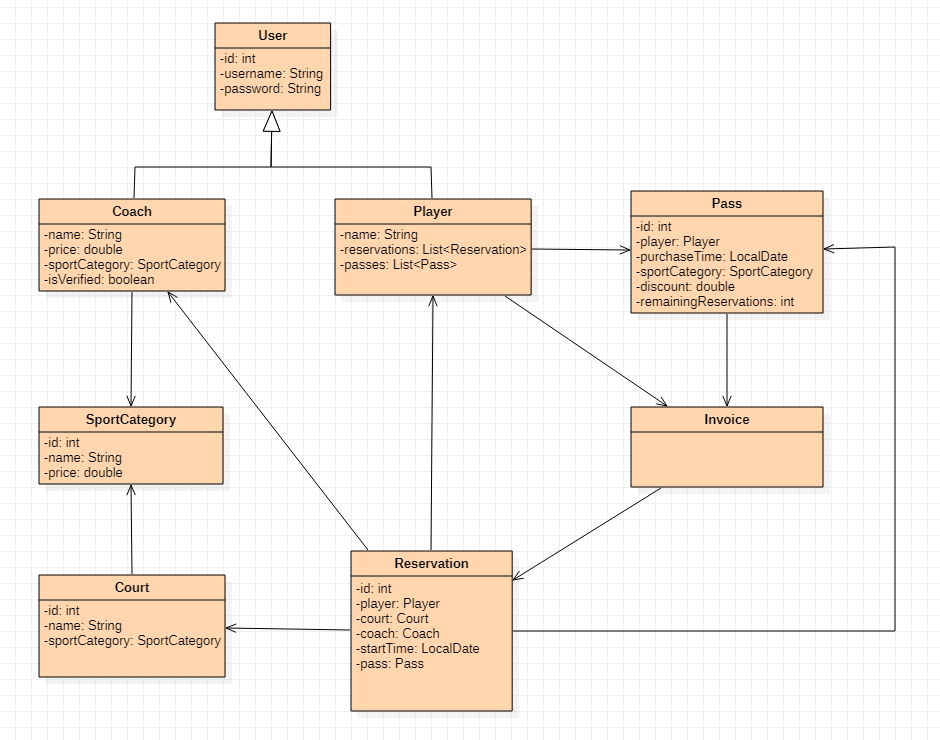 User
-id: int
-username: String
-password: String
Coach
-name: String
-price: double
-sportCategory: SportCategory
-isVerified: boolean
Player
-name: String
-reservations: List<Reservation>
-passes: List<Pass>
Pass
-id: int
-player: Player
-purchaseTime: LocalDate
-sportCategory: SportCategory
-discount: double
-remainingReservations: int
SportCategory
-id: int
-name: String
-price: double
Invoice
Court
-id: int
-name: String
-sportCategory: SportCategory
Reservation
-id: int
-player: Player
-court: Court
-coach: Coach
-startTime: LocalDate
-pass: Pass